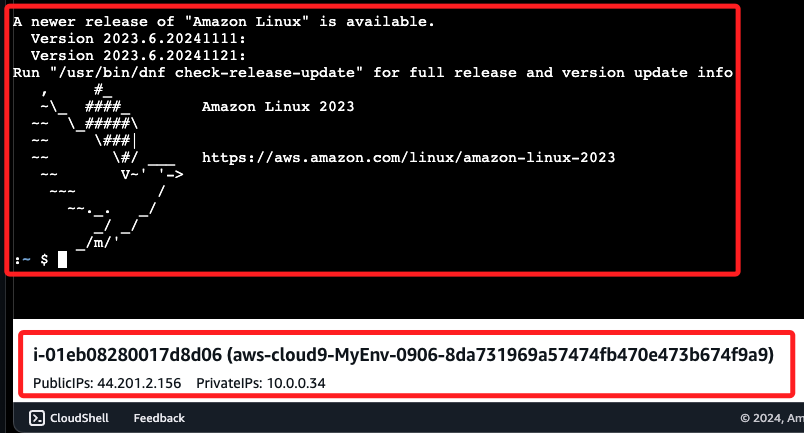 A newer release of "Amazon Linux" is available.
  Version 2023.6.20241111:
  Version 2023.6.20241121:
Run "/usr/bin/dnf check-release-update" for full release and version update info
   ,     #_
   ~\_  ####_        Amazon Linux 2023
  ~~  \_#####\
  ~~     \###|
  ~~       \#/ ___   https://aws.amazon.com/linux/amazon-linux-2023
   ~~       V~' '->
    ~~~         /
      ~~._.   _/
         _/ _/
       _/m/'
:~ $
i-01eb08280017d8d06 (aws-cloud9-MyEnv-0906-8da731969a57474fb470e473b674f9a9)
PublicIPs: 44.201.2.156    PrivateIPs: 10.0.0.34
CloudShell    Feedback    © 2024, Am